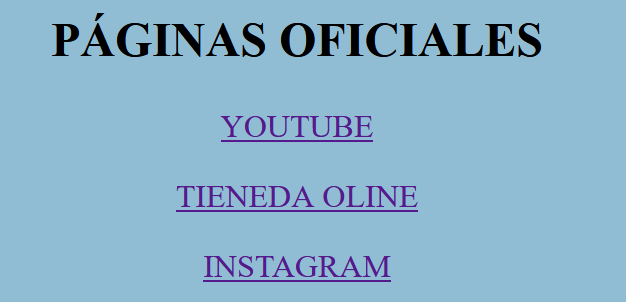 PÁGINAS OFICIALES
YOUTUBE
TIENEDA OLINE
INSTAGRAM